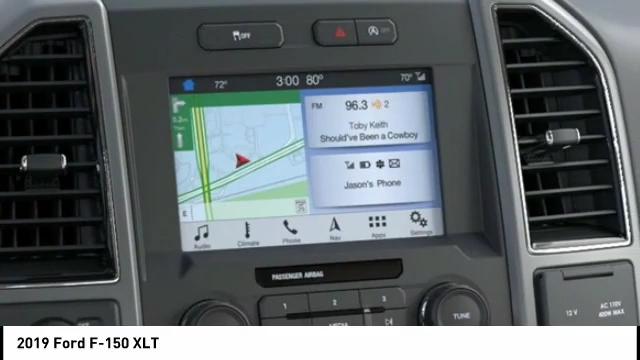 OFF
OFF
72° 3:00 80° 70°
FM 96.3 2
Toby Keith
Should've Been a Cowboy
Jason's Phone
Audio Climate Phone Nav Apps Settings
PASSENGER AIRBAG
1 2 3
MEDIA
TUNE
12 V
AC 110V
400W MAX
2019 Ford F-150 XLT